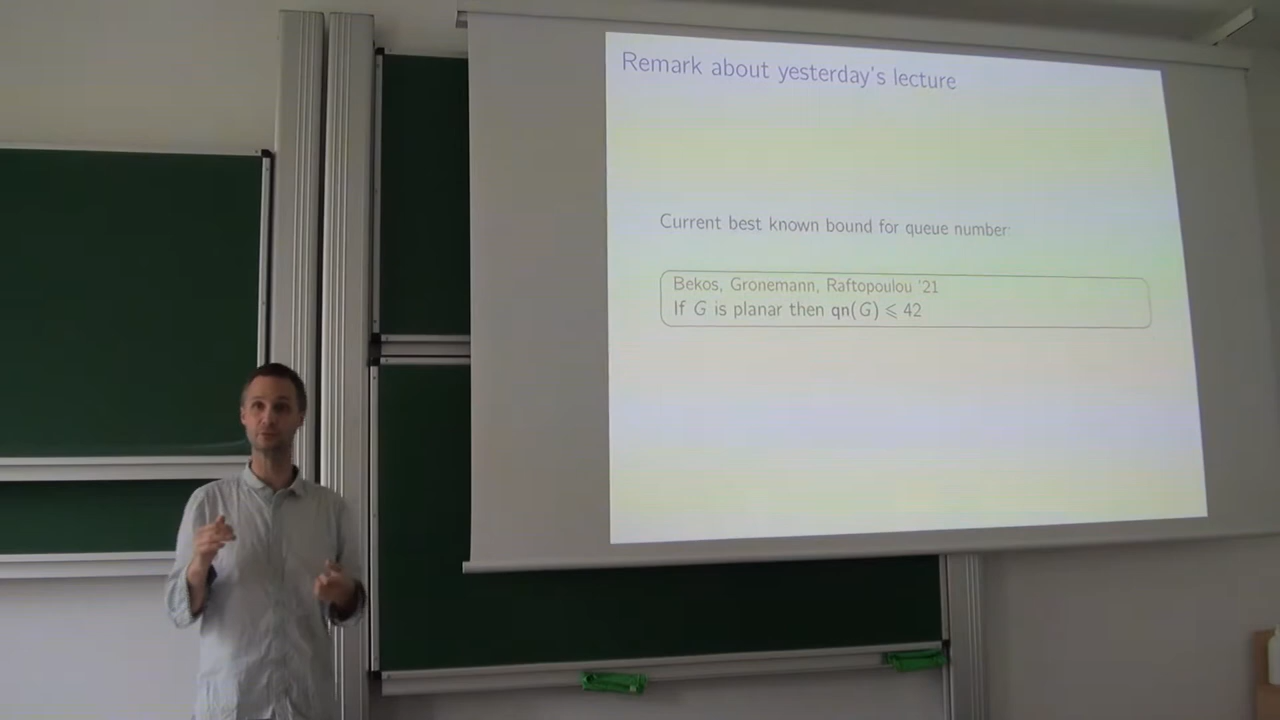 Remark about yesterday's lecture
Current best known bound for queue number:
Bekos, Gronemann, Raftopoulou '21
If G is planar then qn(G) ⩽ 42